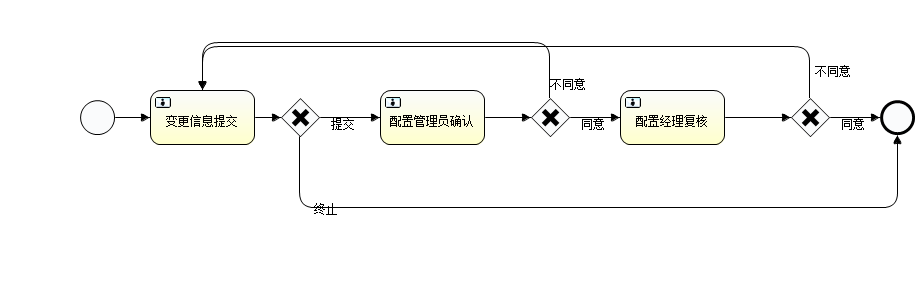 不同意
不同意
变更信息提交
提交
配置管理员确认
同意
配置经理复核
同意
终止